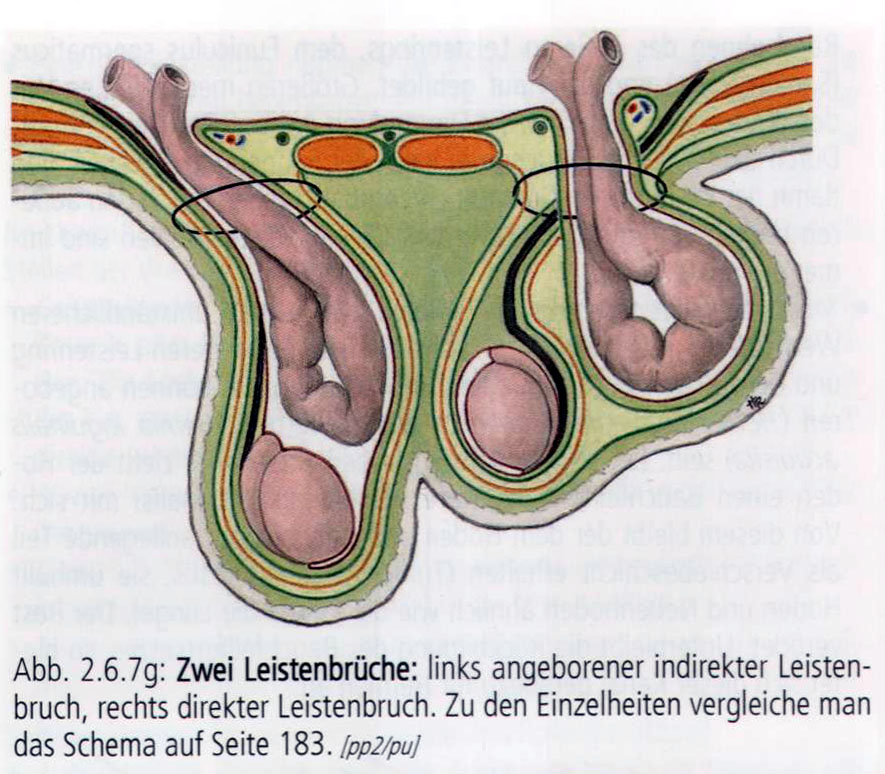 Abb. 2.6.7g: Zwei Leistenbrüche: links angeborener indirekter Leisten-
bruch, rechts direkter Leistenbruch. Zu den Einzelheiten vergleiche man
das Schema auf Seite 183. [pp2/pu]